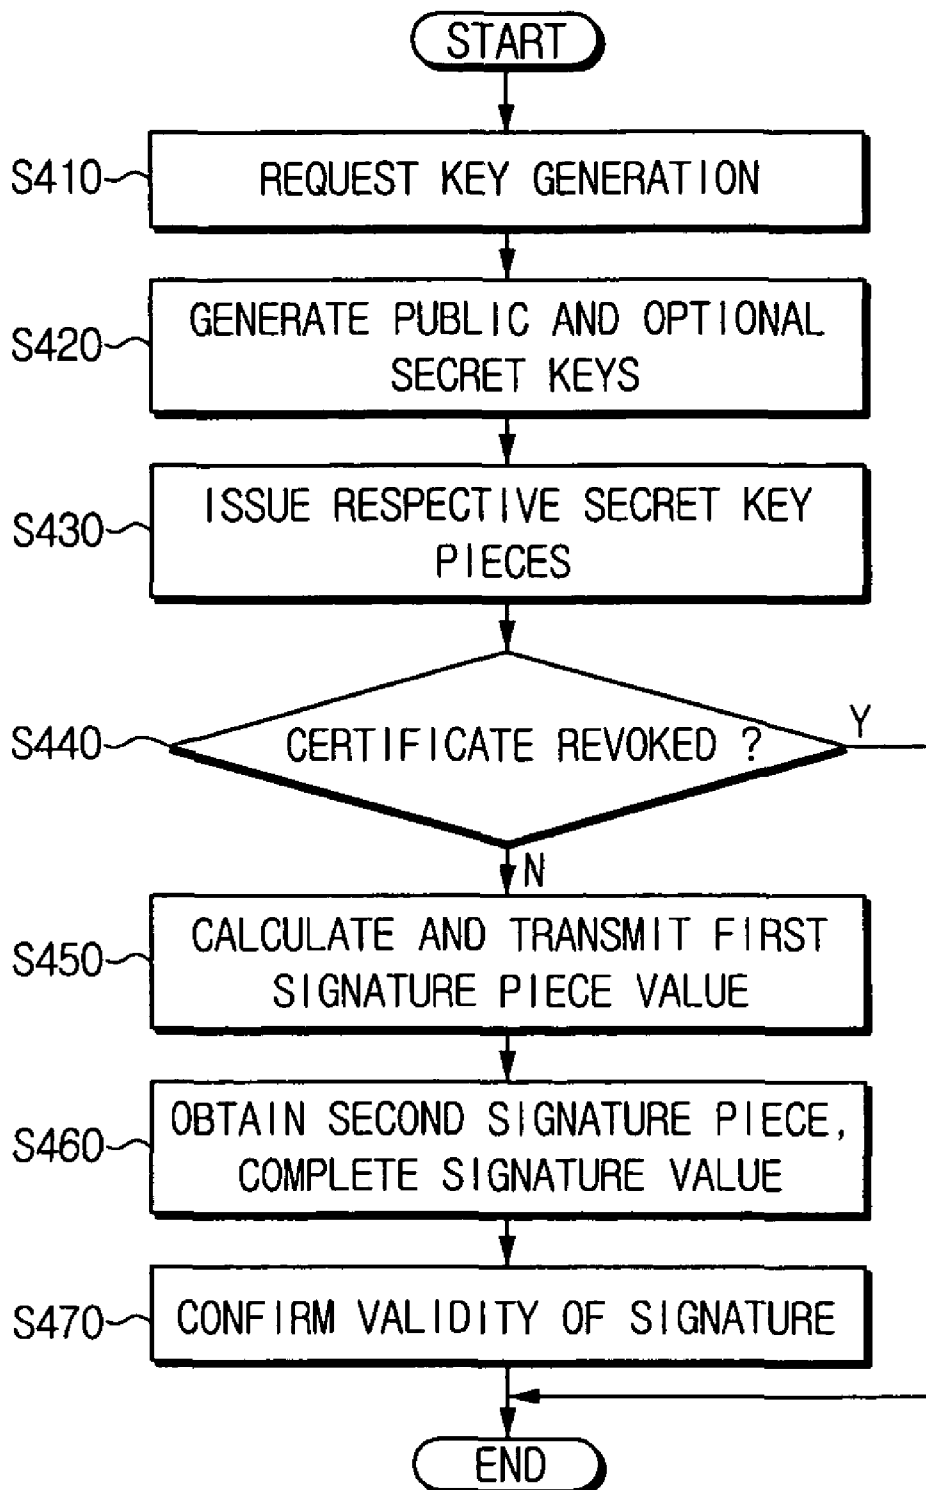 START
S410
REQUEST KEY GENERATION
S420
GENERATE PUBLIC AND OPTIONAL
SECRET KEYS
S430
ISSUE RESPECTIVE SECRET KEY
PIECES
S440
CERTIFICATE REVOKED ?
Y
N
S450
CALCULATE AND TRANSMIT FIRST
SIGNATURE PIECE VALUE
S460
OBTAIN SECOND SIGNATURE PIECE,
COMPLETE SIGNATURE VALUE
S470
CONFIRM VALIDITY OF SIGNATURE
END